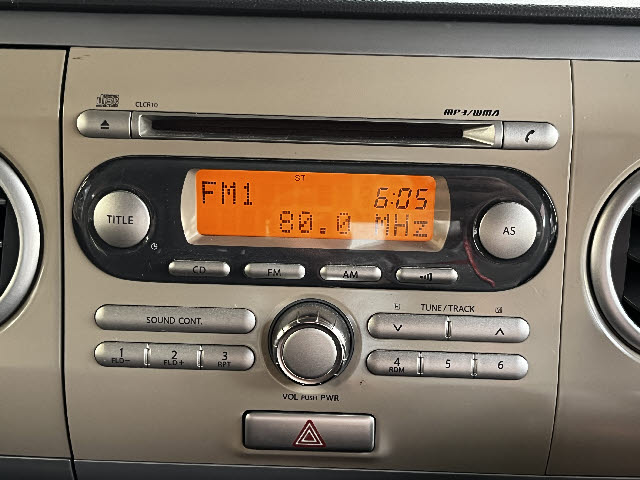 CLCR10
MP3/WMA
ST
FM1 6:05
80.0 MHz
TITLE
AS
CD FM AM
SOUND CONT.
TUNE/TRACK
1 2 3
FLD- FLD+ RPT
4 5 6
RDM
VOL PUSH PWR